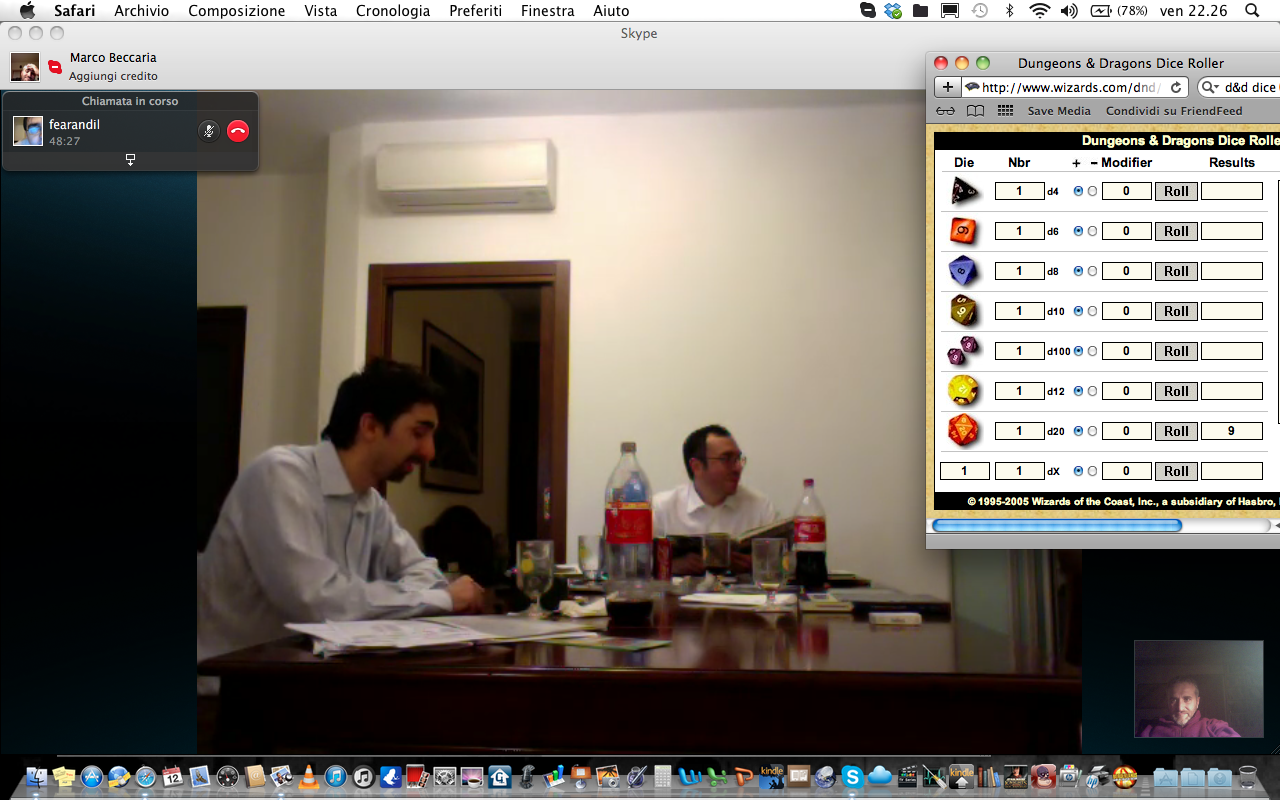 Safari Archivio Composizione Vista Cronologia Preferiti Finestra Aiuto (78%) ven 22.26
Skype
Marco Beccaria
Aggiungi credito
Chiamata in corso
fearandil
48:27
Dungeons & Dragons Dice Roller
http://www.wizards.com/dnd/
d&d dice
Save Media Condividi su FriendFeed
Dungeons & Dragons Dice Rolle
Die Nbr + – Modifier Results
1 d4 0 Roll
1 d6 0 Roll
1 d8 0 Roll
1 d10 0 Roll
1 d100 0 Roll
1 d12 0 Roll
1 d20 0 Roll 9
1 1 dX 0 Roll
© 1995-2005 Wizards of the Coast, Inc., a subsidiary of Hasbro,
12
kindle
kindle